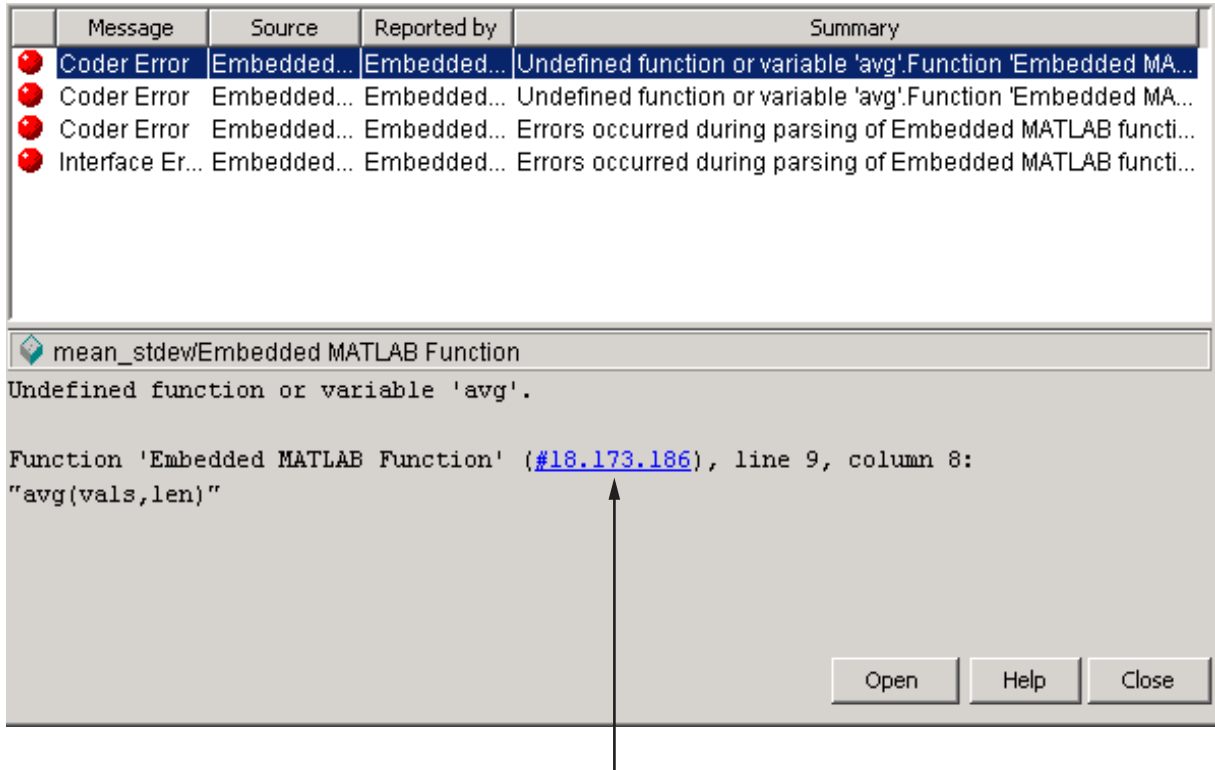 Message Source Reported by Summary
Coder Error Embedded... Embedded... Undefined function or variable 'avg'.Function 'Embedded MA...
Coder Error Embedded... Embedded... Undefined function or variable 'avg'.Function 'Embedded MA...
Coder Error Embedded... Embedded... Errors occurred during parsing of Embedded MATLAB functi...
Interface Er... Embedded... Embedded... Errors occurred during parsing of Embedded MATLAB functi...
mean_stdev/Embedded MATLAB Function
Undefined function or variable 'avg'.
Function 'Embedded MATLAB Function' (#18.173.186), line 9, column 8:
"avg(vals,len)"
Open Help Close